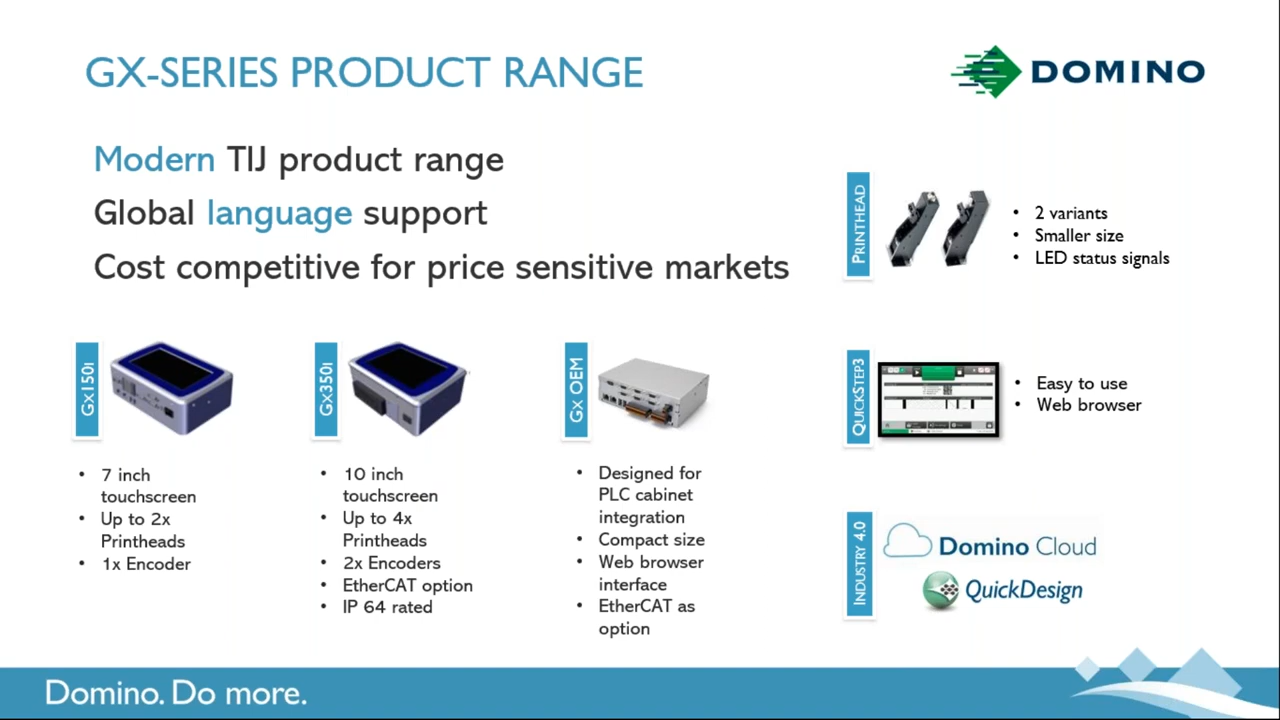 GX-SERIES PRODUCT RANGE
DOMINO
Modern TIJ product range
Global language support
Cost competitive for price sensitive markets
PRINTHEAD
• 2 variants
• Smaller size
• LED status signals
Gx150i
• 7 inch
touchscreen
• Up to 2x
Printheads
• 1x Encoder
Gx350i
• 10 inch
touchscreen
• Up to 4x
Printheads
• 2x Encoders
• EtherCAT option
• IP 64 rated
Gx OEM
• Designed for
PLC cabinet
integration
• Compact size
• Web browser
interface
• EtherCAT as
option
QUICKSTEP3
• Easy to use
• Web browser
INDUSTRY 4.0
Domino Cloud
QuickDesign
Domino. Do more.